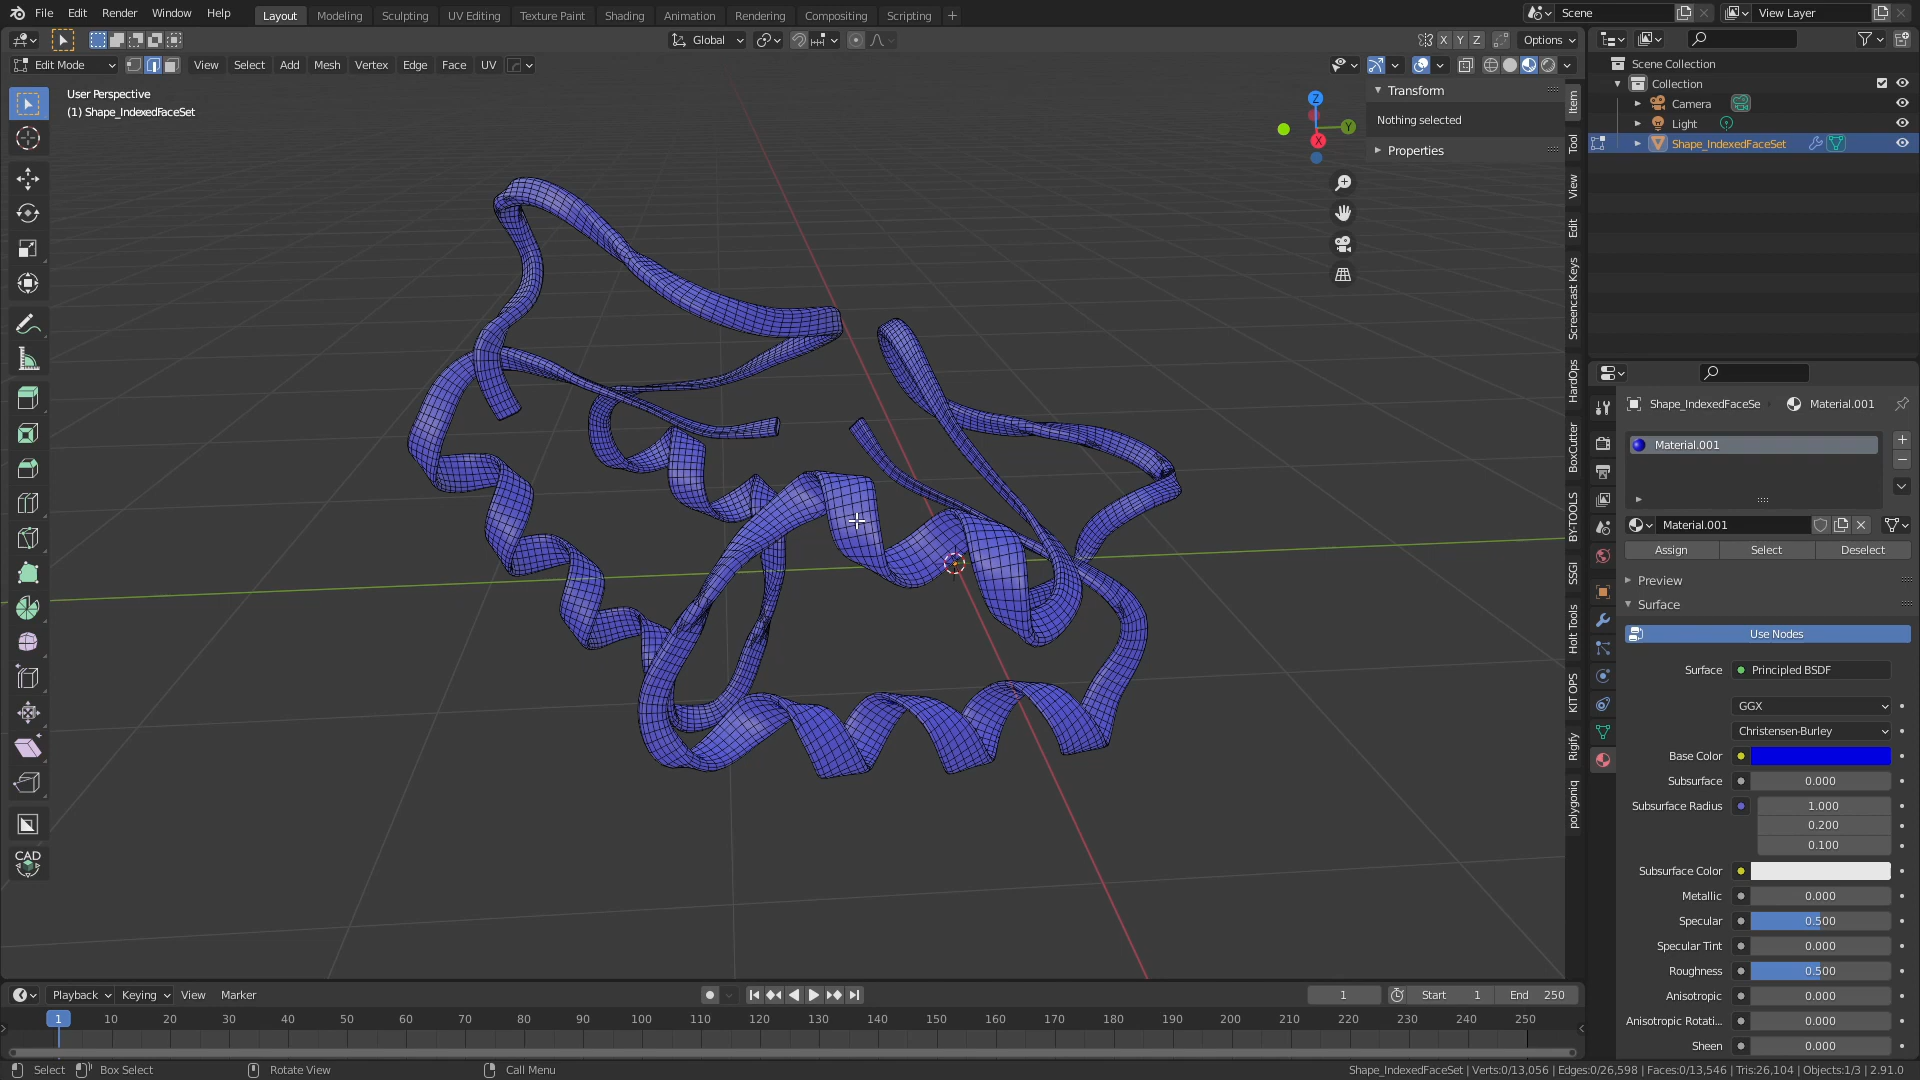 File Edit Render Window Help Layout Modeling Sculpting UV Editing Texture Paint Shading Animation Rendering Compositing Scripting + Scene View Layer
Global X Y Z Options
Edit Mode View Select Add Mesh Vertex Edge Face UV
User Perspective
(1) Shape_IndexedFaceSet
Z
Y
X
Transform
Nothing selected
Properties
Item
Tool
View
Edit
Screencast Keys
HardOps
BoxCutter
BY-TOOLS
SSGI
Holt Tools
KIT OPS
Rigify
polygoniq
CAD
Scene Collection
Collection
Camera
Light
Shape_IndexedFaceSet
Shape_IndexedFaceSe Material.001
Material.001
Material.001
Assign Select Deselect
Preview
Surface
Use Nodes
Surface Principled BSDF
GGX
Christensen-Burley
Base Color
Subsurface 0.000
Subsurface Radius 1.000
0.200
0.100
Subsurface Color
Metallic 0.000
Specular 0.500
Specular Tint 0.000
Roughness 0.500
Anisotropic 0.000
Anisotropic Rotati... 0.000
Sheen 0.000
Playback Keying View Marker 1 Start 1 End 250
1 10 20 30 40 50 60 70 80 90 100 110 120 130 140 150 160 170 180 190 200 210 220 230 240 250
Select Box Select Rotate View Call Menu Shape_IndexedFaceSet | Verts:0/13,056 | Edges:0/26,598 | Faces:0/13,546 | Tris:26,104 | Objects:1/3 | 2.91.0